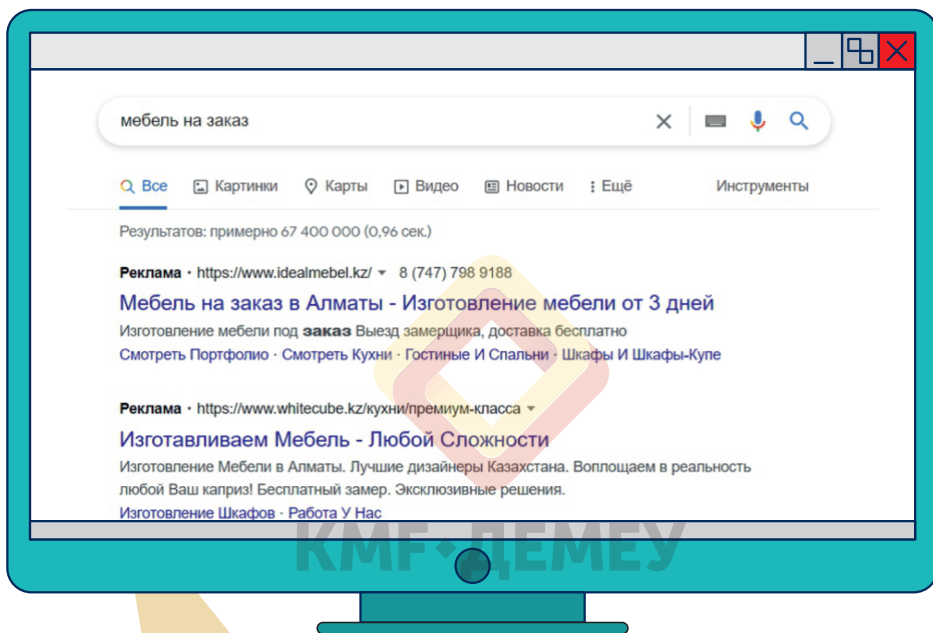 мебель на заказ
Все Картинки Карты Видео Новости Ещё Инструменты
Результатов: примерно 67 400 000 (0,96 сек.)
Реклама · https://www.idealmebel.kz/ 8 (747) 798 9188
Мебель на заказ в Алматы - Изготовление мебели от 3 дней
Изготовление мебели под заказ Выезд замерщика, доставка бесплатно
Смотреть Портфолио · Смотреть Кухни · Гостиные И Спальни · Шкафы И Шкафы-Купе
Реклама · https://www.whitecube.kz/кухни/премиум-класса
Изготавливаем Мебель - Любой Сложности
Изготовление Мебели в Алматы. Лучшие дизайнеры Казахстана. Воплощаем в реальность
любой Ваш каприз! Бесплатный замер. Эксклюзивные решения.
Изготовление Шкафов · Работа У Нас
KMF·ДЕМЕУ